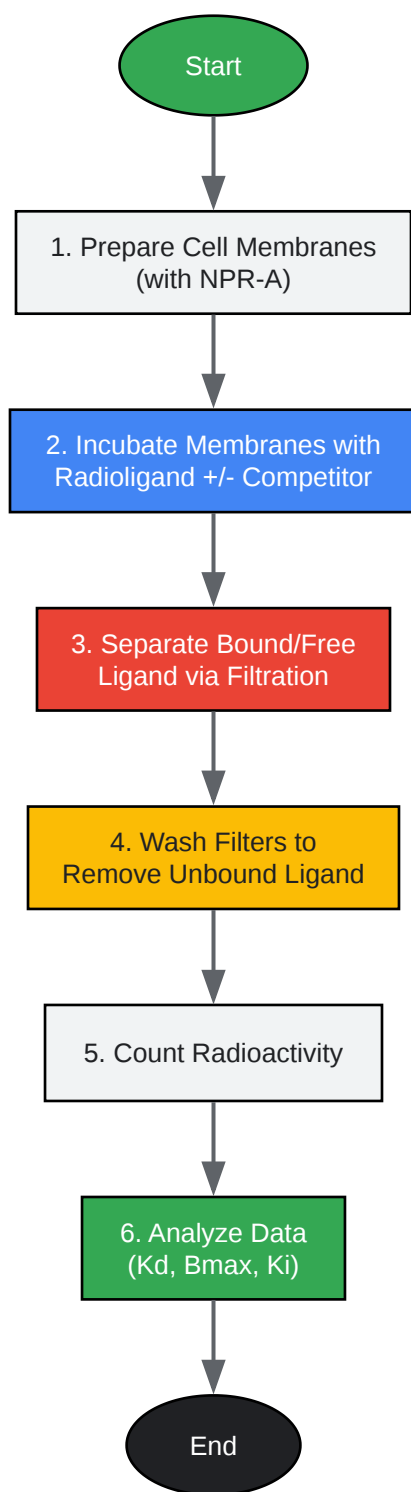 Start
1. Prepare Cell Membranes
(with NPR-A)
2. Incubate Membranes with
Radioligand +/- Competitor
3. Separate Bound/Free
Ligand via Filtration
4. Wash Filters to
Remove Unbound Ligand
5. Count Radioactivity
6. Analyze Data
(Kd, Bmax, Ki)
End